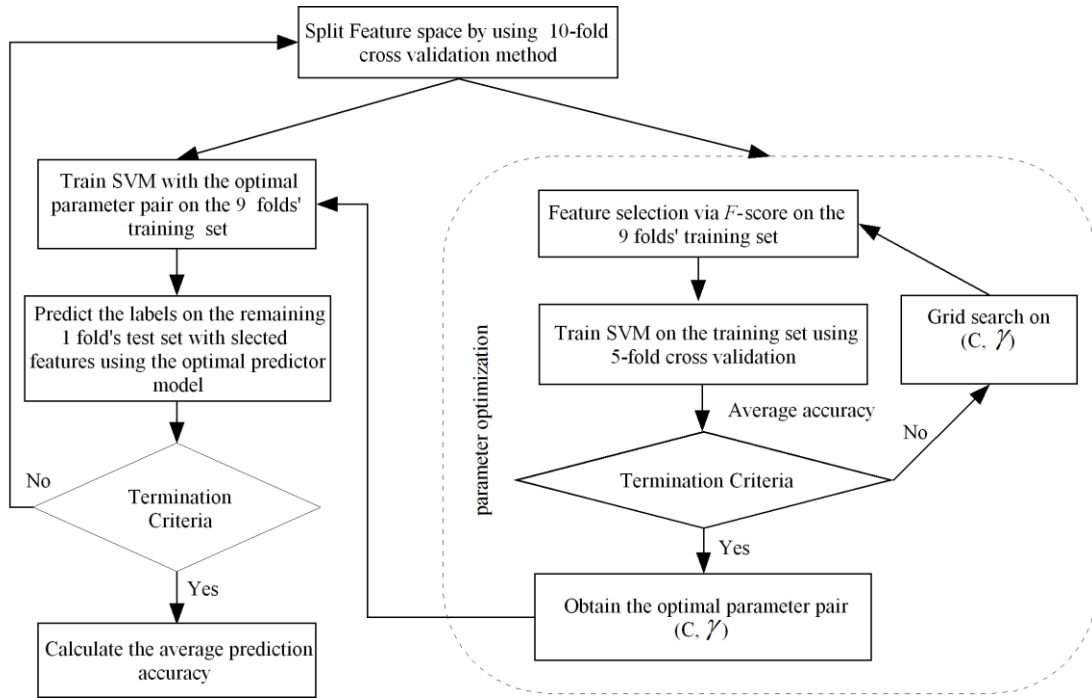 Split Feature space by using 10-fold
cross validation method
Train SVM with the optimal
parameter pair on the 9 folds'
training set
Predict the labels on the remaining
1 fold's test set with slected
features using the optimal predictor
model
No
Termination
Criteria
Yes
Calculate the average prediction
accuracy
parameter optimization
Feature selection via F-score on the
9 folds' training set
Train SVM on the training set using
5-fold cross validation
Average accuracy
Grid search on
(C, γ)
No
Termination Criteria
Yes
Obtain the optimal parameter pair
(C, γ)